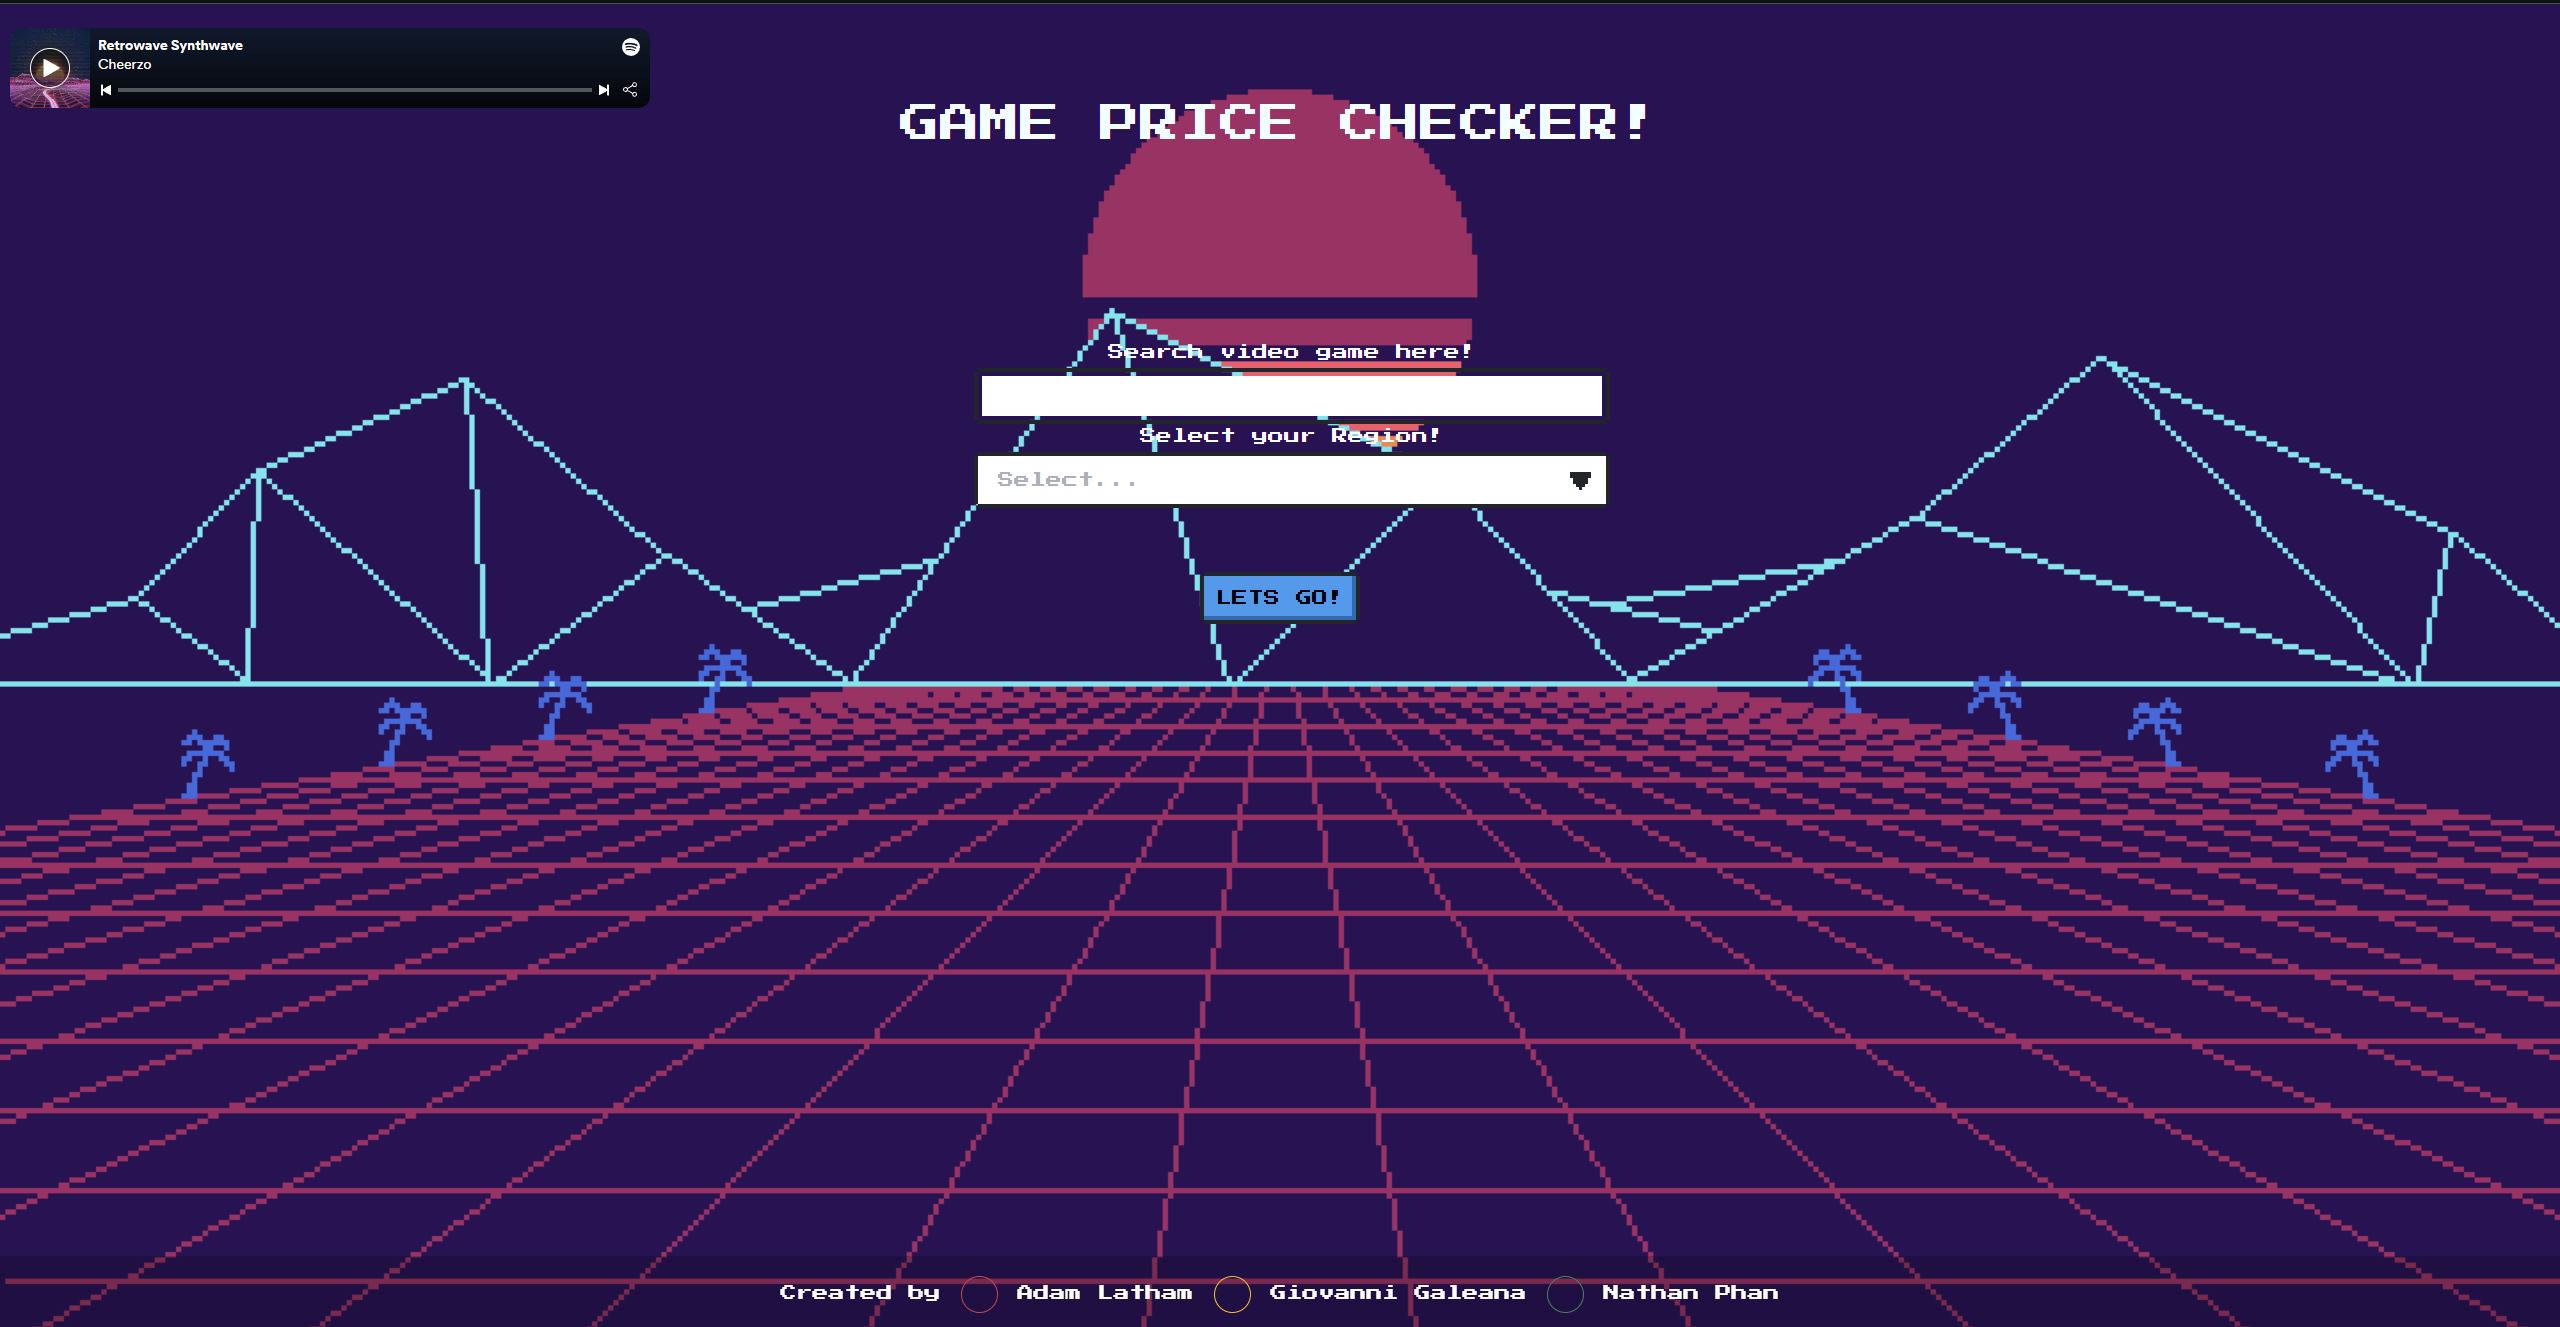 Retrowave Synthwave
Cheerzo
GAME PRICE CHECKER!
Search video game here!
Select your Region!
Select...
LETS GO!
Created by Adam Latham Giovanni Galeana Nathan Phan